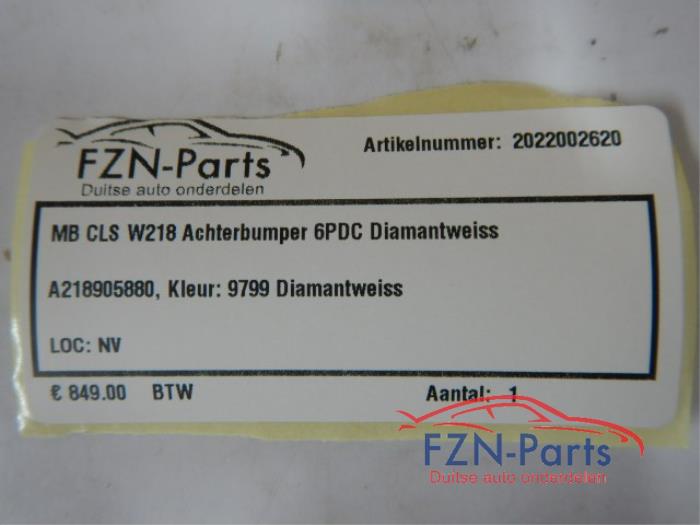 FZN-Parts
Duitse auto onderdelen
Artikelnummer: 2022002620
MB CLS W218 Achterbumper 6PDC Diamantweiss
A218905880, Kleur: 9799 Diamantweiss
LOC: NV
€ 849.00 BTW
Aantal: 1
FZN-Parts
Duitse auto onderdelen